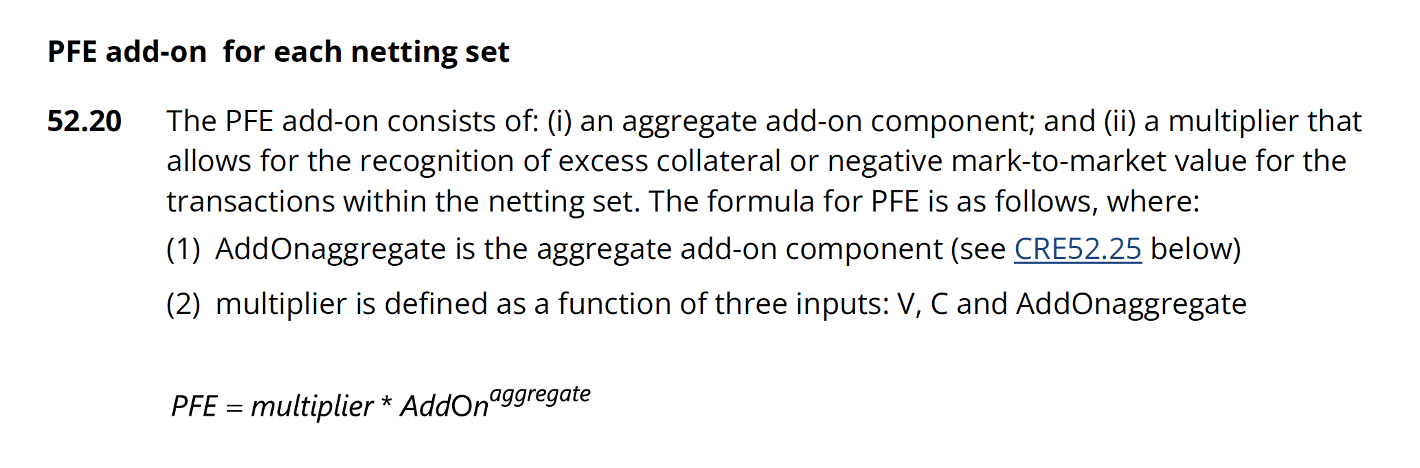 PFE add-on for each netting set
52.20 The PFE add-on consists of: (i) an aggregate add-on component; and (ii) a multiplier that
allows for the recognition of excess collateral or negative mark-to-market value for the
transactions within the netting set. The formula for PFE is as follows, where:
(1) AddOnaggregate is the aggregate add-on component (see CRE52.25 below)
(2) multiplier is defined as a function of three inputs: V, C and AddOnaggregate
PFE = multiplier * AddOn^aggregate